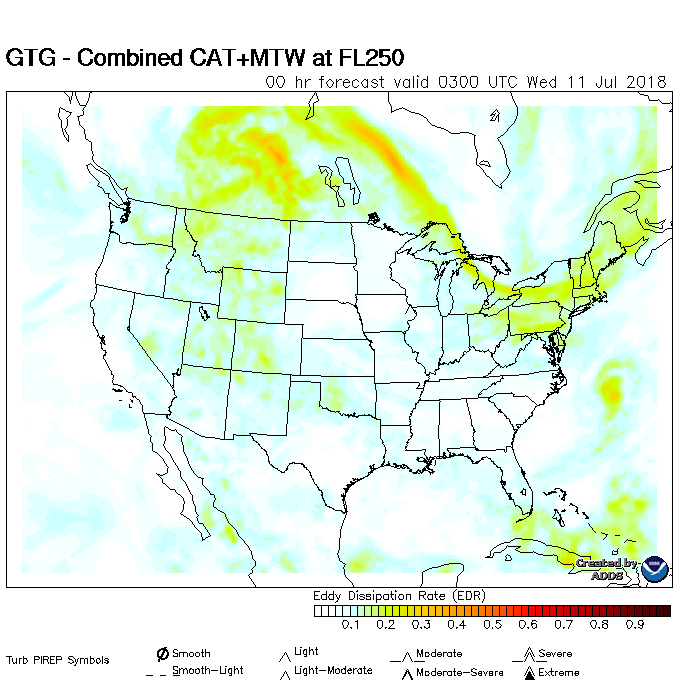 GTG - Combined CAT+MTW at FL250
00 hr forecast valid 0300 UTC Wed 11 Jul 2018
Created by
ADDS
Eddy Dissipation Rate (EDR)
0.1 0.2 0.3 0.4 0.5 0.6 0.7 0.8 0.9
Turb PIREP Symbols
Smooth
Smooth-Light
Light
Light-Moderate
Moderate
Moderate-Severe
Severe
Extreme